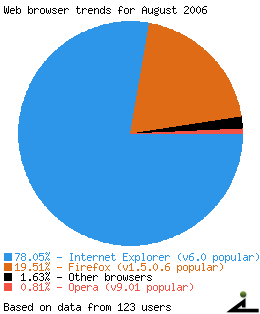 Web browser trends for August 2006
78.05% - Internet Explorer (v6.0 popular)
19.51% - Firefox (v1.5.0.6 popular)
1.63% - Other browsers
0.81% - Opera (v9.01 popular)
Based on data from 123 users